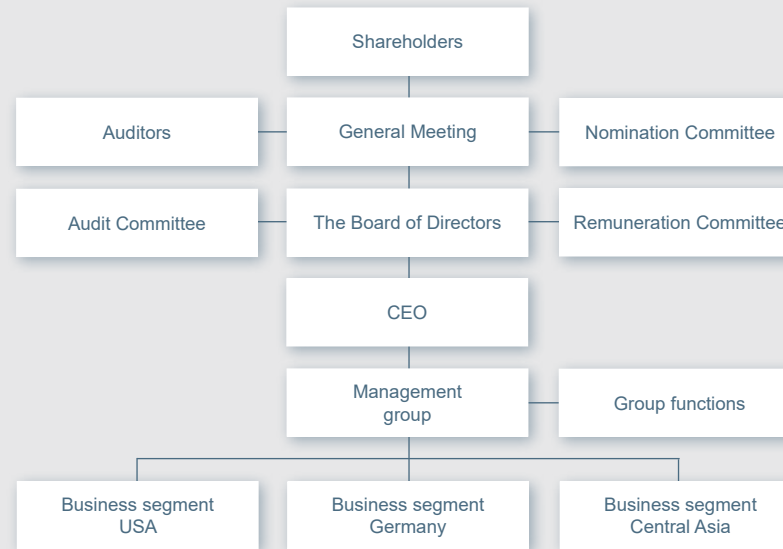 Shareholders
Auditors
General Meeting
Nomination Committee
Audit Committee
The Board of Directors
Remuneration Committee
CEO
Management
group
Group functions
Business segment
USA
Business segment
Germany
Business segment
Central Asia